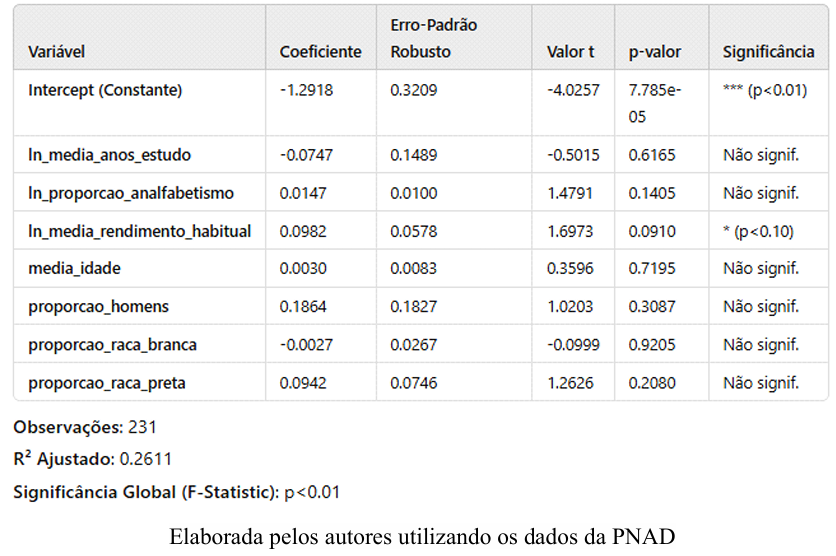 Variável Coeficiente Erro-Padrão Robusto Valor t p-valor Significância
Intercept (Constante) -1.2918 0.3209 -4.0257 7.785e-05 *** (p<0.01)
ln_media_anos_estudo -0.0747 0.1489 -0.5015 0.6165 Não signif.
ln_proporcao_analfabetismo 0.0147 0.0100 1.4791 0.1405 Não signif.
ln_media_rendimento_habitual 0.0982 0.0578 1.6973 0.0910 * (p<0.10)
media_idade 0.0030 0.0083 0.3596 0.7195 Não signif.
proporcao_homens 0.1864 0.1827 1.0203 0.3087 Não signif.
proporcao_raca_branca -0.0027 0.0267 -0.0999 0.9205 Não signif.
proporcao_raca_preta 0.0942 0.0746 1.2626 0.2080 Não signif.
Observações: 231
R² Ajustado: 0.2611
Significância Global (F-Statistic): p<0.01
Elaborada pelos autores utilizando os dados da PNAD